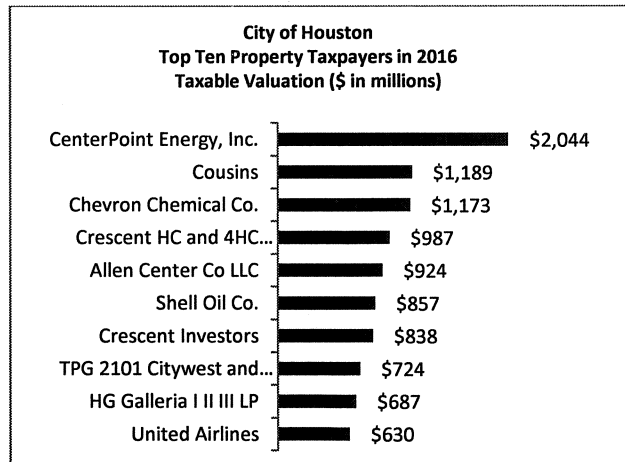 City of Houston
Top Ten Property Taxpayers in 2016
Taxable Valuation ($ in millions)
CenterPoint Energy, Inc. $2,044
Cousins $1,189
Chevron Chemical Co. $1,173
Crescent HC and 4HC... $987
Allen Center Co LLC $924
Shell Oil Co. $857
Crescent Investors $838
TPG 2101 Citywest and... $724
HG Galleria I II III LP $687
United Airlines $630